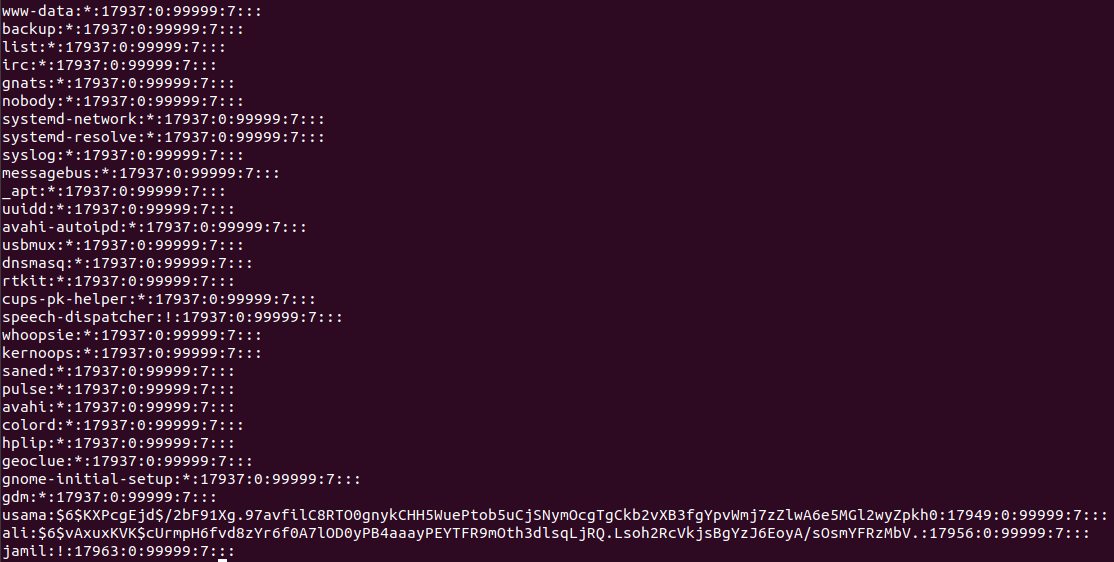 www-data:*:17937:0:99999:7:::
backup:*:17937:0:99999:7:::
list:*:17937:0:99999:7:::
irc:*:17937:0:99999:7:::
gnats:*:17937:0:99999:7:::
nobody:*:17937:0:99999:7:::
systemd-network:*:17937:0:99999:7:::
systemd-resolve:*:17937:0:99999:7:::
syslog:*:17937:0:99999:7:::
messagebus:*:17937:0:99999:7:::
_apt:*:17937:0:99999:7:::
uuidd:*:17937:0:99999:7:::
avahi-autoipd:*:17937:0:99999:7:::
usbmux:*:17937:0:99999:7:::
dnsmasq:*:17937:0:99999:7:::
rtkit:*:17937:0:99999:7:::
cups-pk-helper:*:17937:0:99999:7:::
speech-dispatcher:!:17937:0:99999:7:::
whoopsie:*:17937:0:99999:7:::
kernoops:*:17937:0:99999:7:::
saned:*:17937:0:99999:7:::
pulse:*:17937:0:99999:7:::
avahi:*:17937:0:99999:7:::
colord:*:17937:0:99999:7:::
hplip:*:17937:0:99999:7:::
geoclue:*:17937:0:99999:7:::
gnome-initial-setup:*:17937:0:99999:7:::
gdm:*:17937:0:99999:7:::
usama:$6$KXPcgEjd$/2bF91Xg.97avfilC8RTO0gnykCHH5WuePtob5uCjSNymOcgTgCkb2vXB3fgYpvWmj7zZlwA6e5MGl2wyZpkh0:17949:0:99999:7:::
ali:$6$vAxuxKVK$cUrmpH6fvd8zYr6f0A7lOD0yPB4aaayPEYTFR9mOth3dlsqLjRQ.Lsoh2RcVkjsBgYzJ6EoyA/sOsmYFRzMbV.:17956:0:99999:7:::
jamil:!:17963:0:99999:7:::